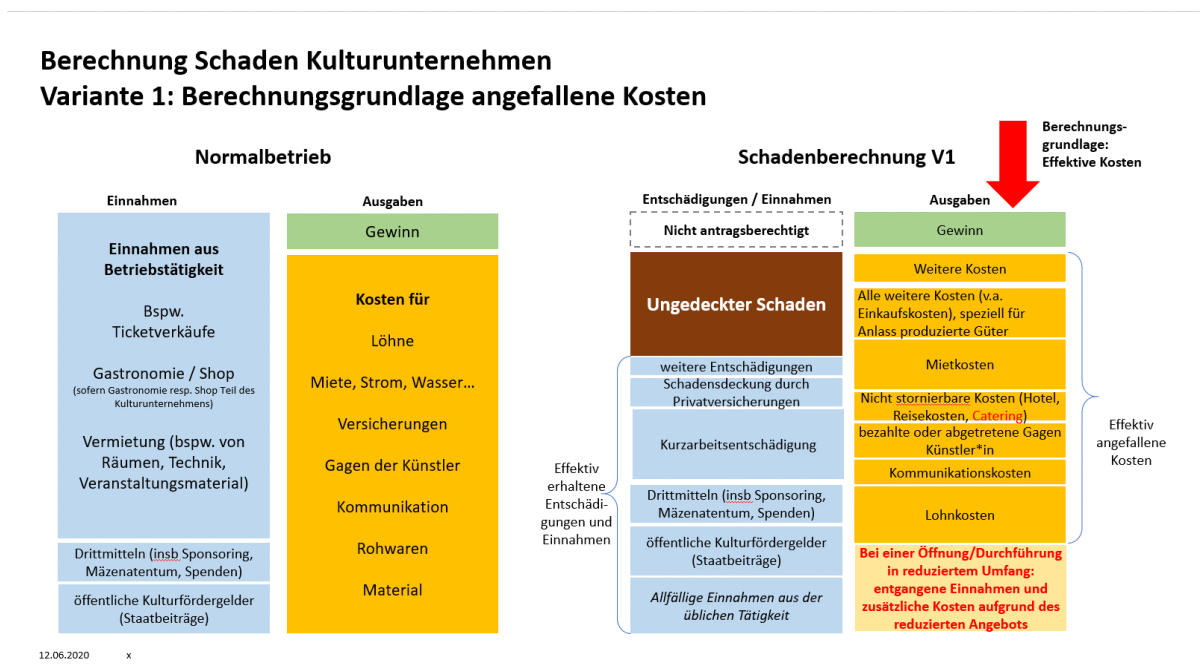 Berechnung Schaden Kulturunternehmen
Variante 1: Berechnungsgrundlage angefallene Kosten
Normalbetrieb
Einnahmen
Einnahmen aus
Betriebstätigkeit
Bspw.
Ticketverkäufe
Gastronomie / Shop
(sofern Gastronomie resp. Shop Teil des
Kulturunternehmens)
Vermietung (bspw. von
Räumen, Technik,
Veranstaltungsmaterial)
Drittmitteln (insb Sponsoring,
Mäzenatentum, Spenden)
öffentliche Kulturfördergelder
(Staatbeiträge)
Ausgaben
Gewinn
Kosten für
Löhne
Miete, Strom, Wasser...
Versicherungen
Gagen der Künstler
Kommunikation
Rohwaren
Material
Schadenberechnung V1
Berechnungs-
grundlage:
Effektive Kosten
Entschädigungen / Einnahmen
Nicht antragsberechtigt
Ungedeckter Schaden
weitere Entschädigungen
Schadensdeckung durch
Privatversicherungen
Kurzarbeitsentschädigung
Drittmitteln (insb Sponsoring,
Mäzenatentum, Spenden)
öffentliche Kulturfördergelder
(Staatbeiträge)
Allfällige Einnahmen aus der
üblichen Tätigkeit
Effektiv
erhaltene
Entschädi-
gungen und
Einnahmen
Ausgaben
Gewinn
Weitere Kosten
Alle weitere Kosten (v.a.
Einkaufskosten), speziell für
Anlass produzierte Güter
Mietkosten
Nicht stornierbare Kosten (Hotel,
Reisekosten, Catering)
bezahlte oder abgetretene Gagen
Künstler*in
Kommunikationskosten
Lohnkosten
Bei einer Öffnung/Durchführung
in reduziertem Umfang:
entgangene Einnahmen und
zusätzliche Kosten aufgrund des
reduzierten Angebots
Effektiv
angefallene
Kosten
12.06.2020
x